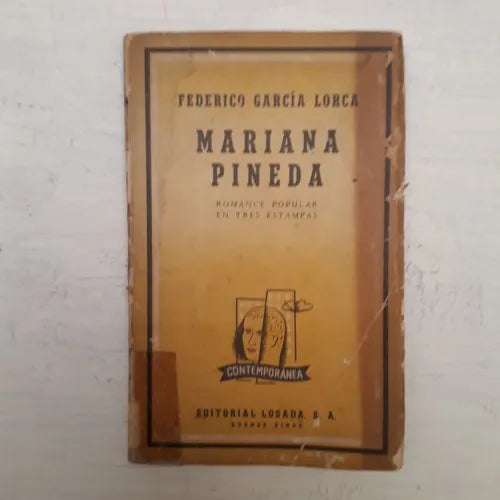 FEDERICO GARCÍA LORCA
MARIANA
PINEDA
ROMANCE POPULAR
EN TRES ESTAMPAS
CONTEMPORÁNEA
EDITORIAL LOSADA, S. A.
BUENOS AIRES